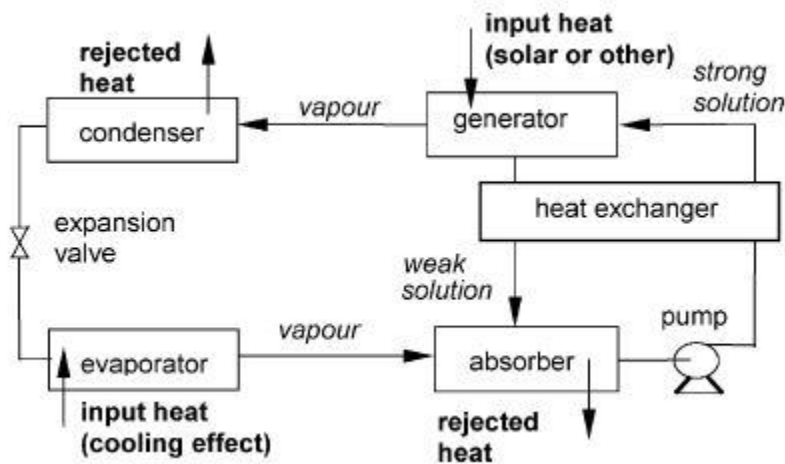 rejected
heat
input heat
(solar or other)
strong
solution
condenser
vapour
generator
heat exchanger
expansion
valve
weak
solution
vapour
pump
evaporator
absorber
input heat
(cooling effect)
rejected
heat